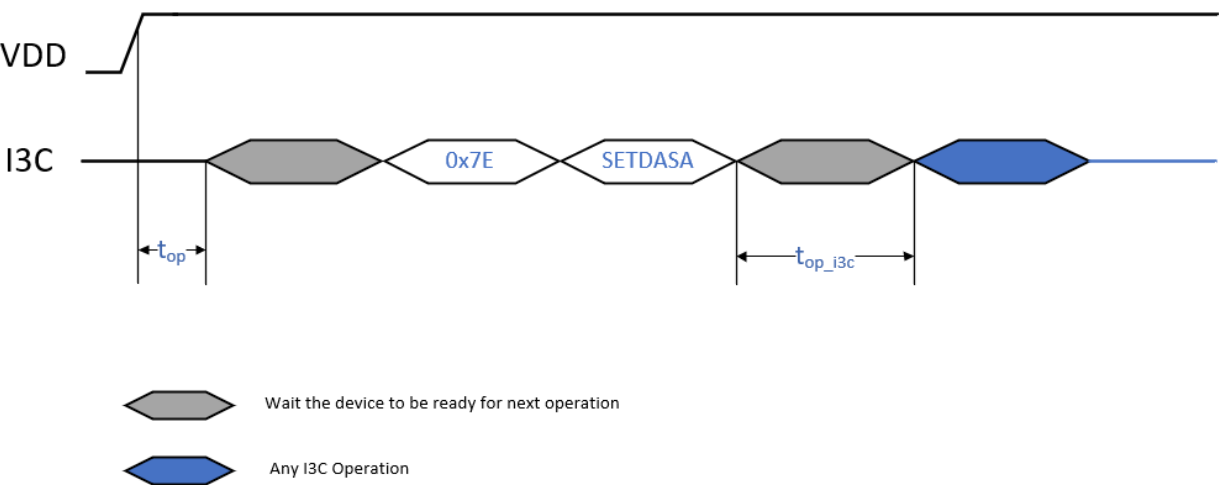 VDD
I3C
0x7E
SETDASA
top
top_i3c
Wait the device to be ready for next operation
Any I3C Operation